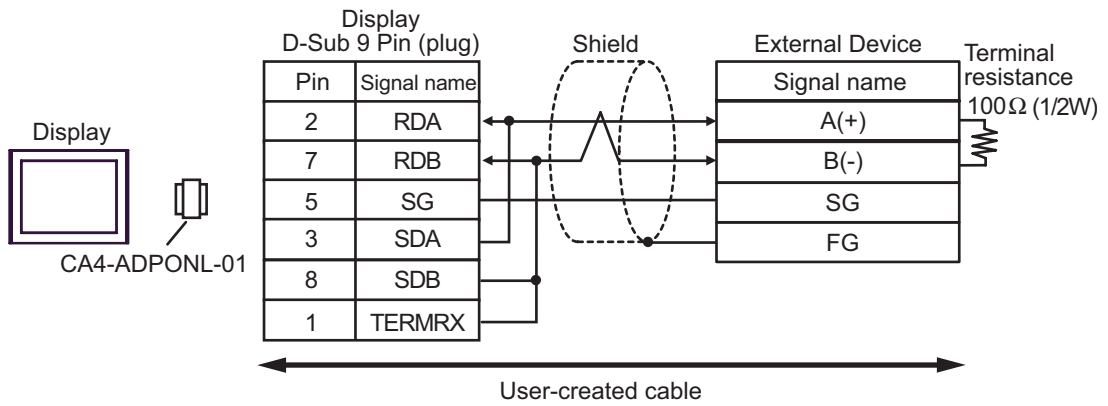 Display
D-Sub 9 Pin (plug)
Shield
External Device
Terminal
resistance
100Ω (1/2W)
Pin Signal name
Signal name
2 RDA
A(+)
7 RDB
B(-)
5 SG
SG
3 SDA
FG
8 SDB
1 TERMRX
Display
CA4-ADPONL-01
User-created cable